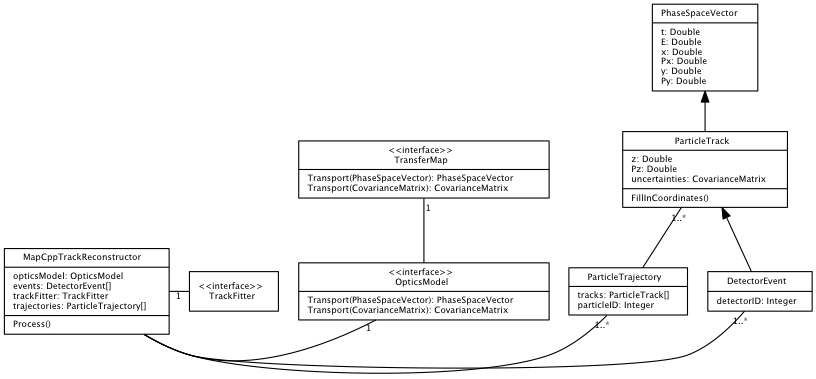 PhaseSpaceVector
t: Double
E: Double
x: Double
Px: Double
y: Double
Py: Double
ParticleTrack
z: Double
Pz: Double
uncertainties: CovarianceMatrix
FillInCoordinates()
1..*
<<interface>>
TransferMap
Transport(PhaseSpaceVector): PhaseSpaceVector
Transport(CovarianceMatrix): CovarianceMatrix
1
MapCppTrackReconstructor
opticsModel: OpticsModel
events: DetectorEvent[]
trackFitter: TrackFitter
trajectories: ParticleTrajectory[]
Process()
1
<<interface>>
TrackFitter
<<interface>>
OpticsModel
Transport(PhaseSpaceVector): PhaseSpaceVector
Transport(CovarianceMatrix): CovarianceMatrix
1
ParticleTrajectory
tracks: ParticleTrack[]
particleID: Integer
1..*
DetectorEvent
detectorID: Integer
1..*